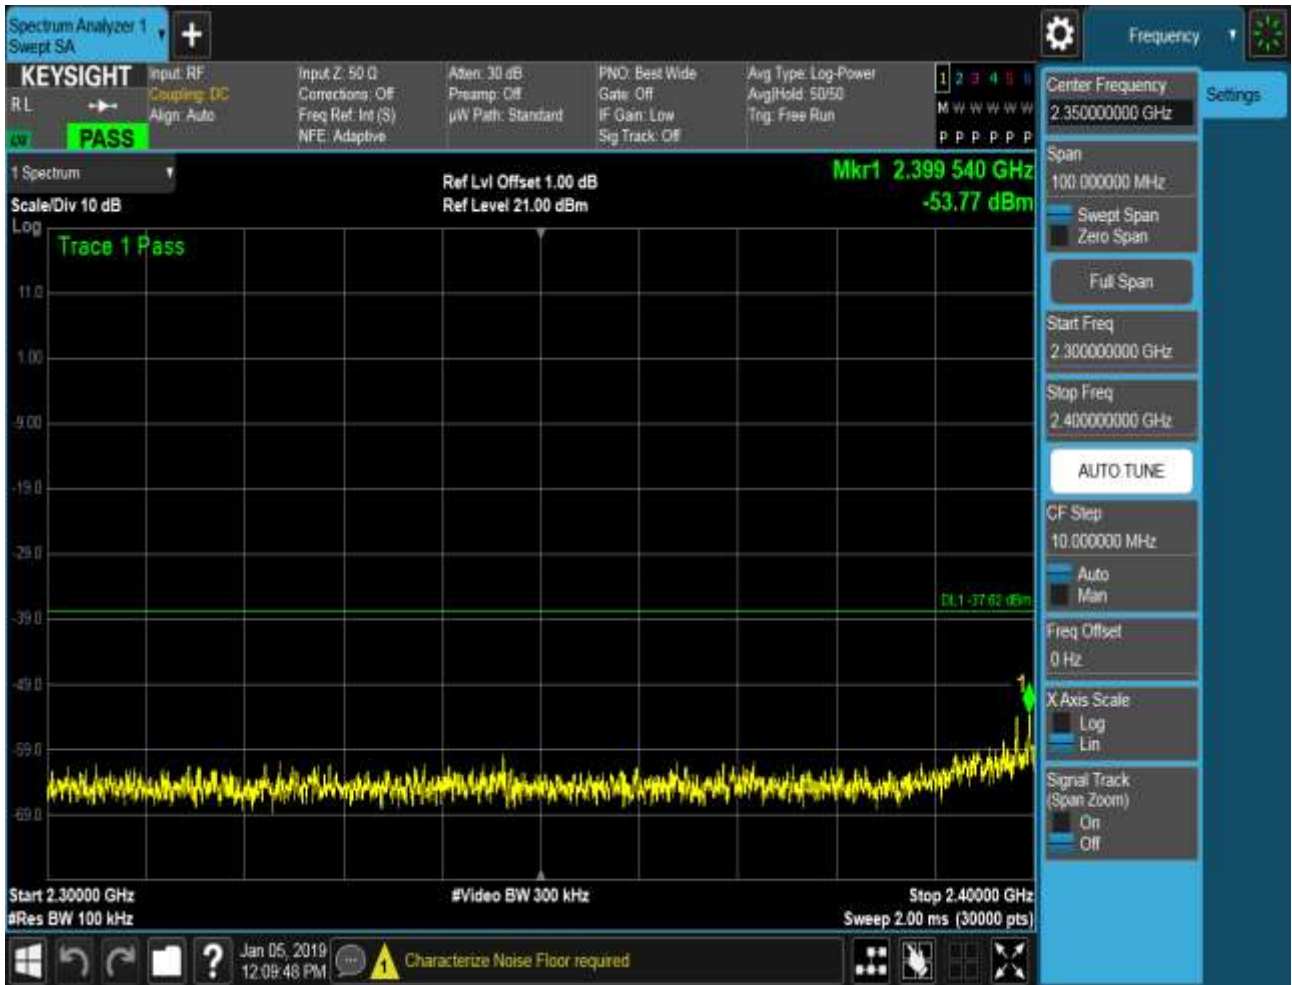 Spectrum Analyzer 1
Swept SA
+
Frequency
KEYSIGHT
R L
PASS
Input: RF
Coupling: DC
Align: Auto
Input Z: 50 Ω
Corrections: Off
Freq Ref: Int (S)
NFE: Adaptive
Atten: 30 dB
Preamp: Off
µW Path: Standard
PNO: Best Wide
Gate: Off
IF Gain: Low
Sig Track: Off
Avg Type: Log-Power
Avg|Hold: 50/50
Trig: Free Run
1 2 3 4 5 6
M W W W W W
P P P P P P
1 Spectrum
Scale/Div 10 dB
Log
Ref Lvl Offset 1.00 dB
Ref Level 21.00 dBm
Mkr1 2.399 540 GHz
-53.77 dBm
Trace 1 Pass
11.0
1.00
-9.00
-19.0
-29.0
-39.0
-49.0
-59.0
-69.0
DL1 -37.62 dBm
1
Start 2.30000 GHz
#Res BW 100 kHz
#Video BW 300 kHz
Stop 2.40000 GHz
Sweep 2.00 ms (30000 pts)
Center Frequency
2.350000000 GHz
Settings
Span
100.000000 MHz
Swept Span
Zero Span
Full Span
Start Freq
2.300000000 GHz
Stop Freq
2.400000000 GHz
AUTO TUNE
CF Step
10.000000 MHz
Auto
Man
Freq Offset
0 Hz
X Axis Scale
Log
Lin
Signal Track
(Span Zoom)
On
Off
?
Jan 05, 2019
12:09:48 PM
1
Characterize Noise Floor required